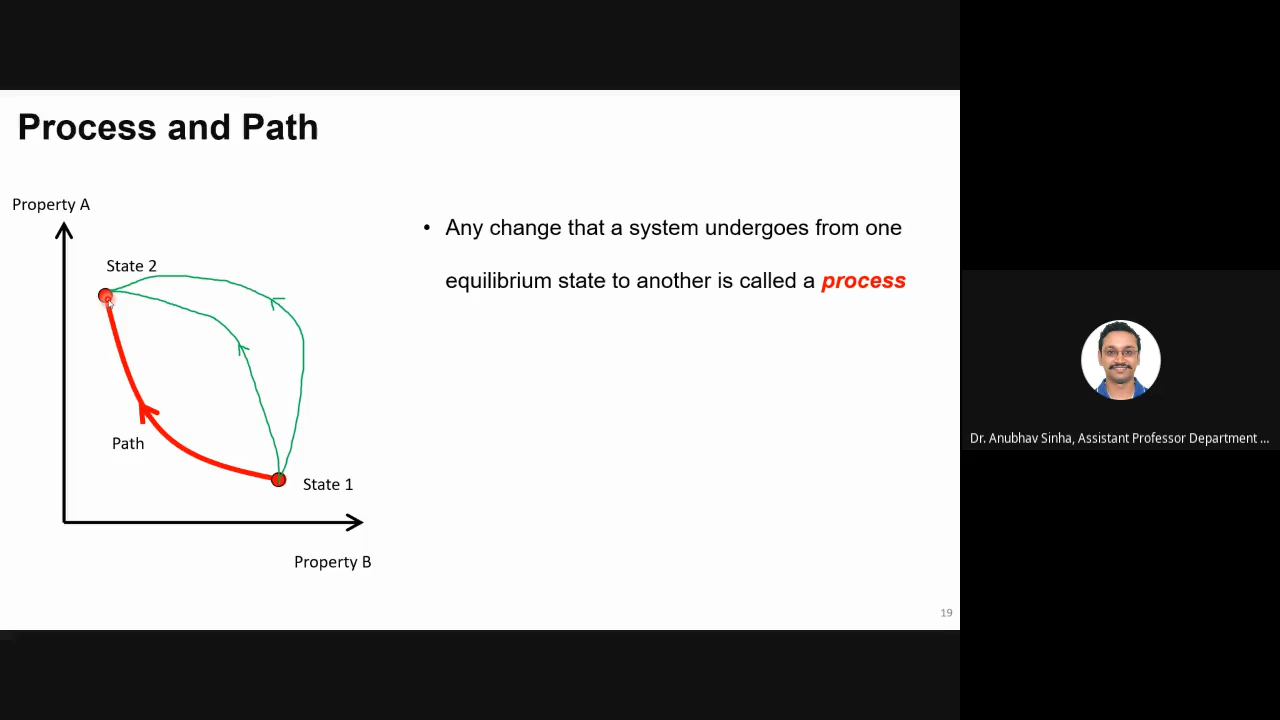 Process and Path
Property A
State 2
Path
State 1
Property B
• Any change that a system undergoes from one
equilibrium state to another is called a process
19
Dr. Anubhav Sinha, Assistant Professor Department ...